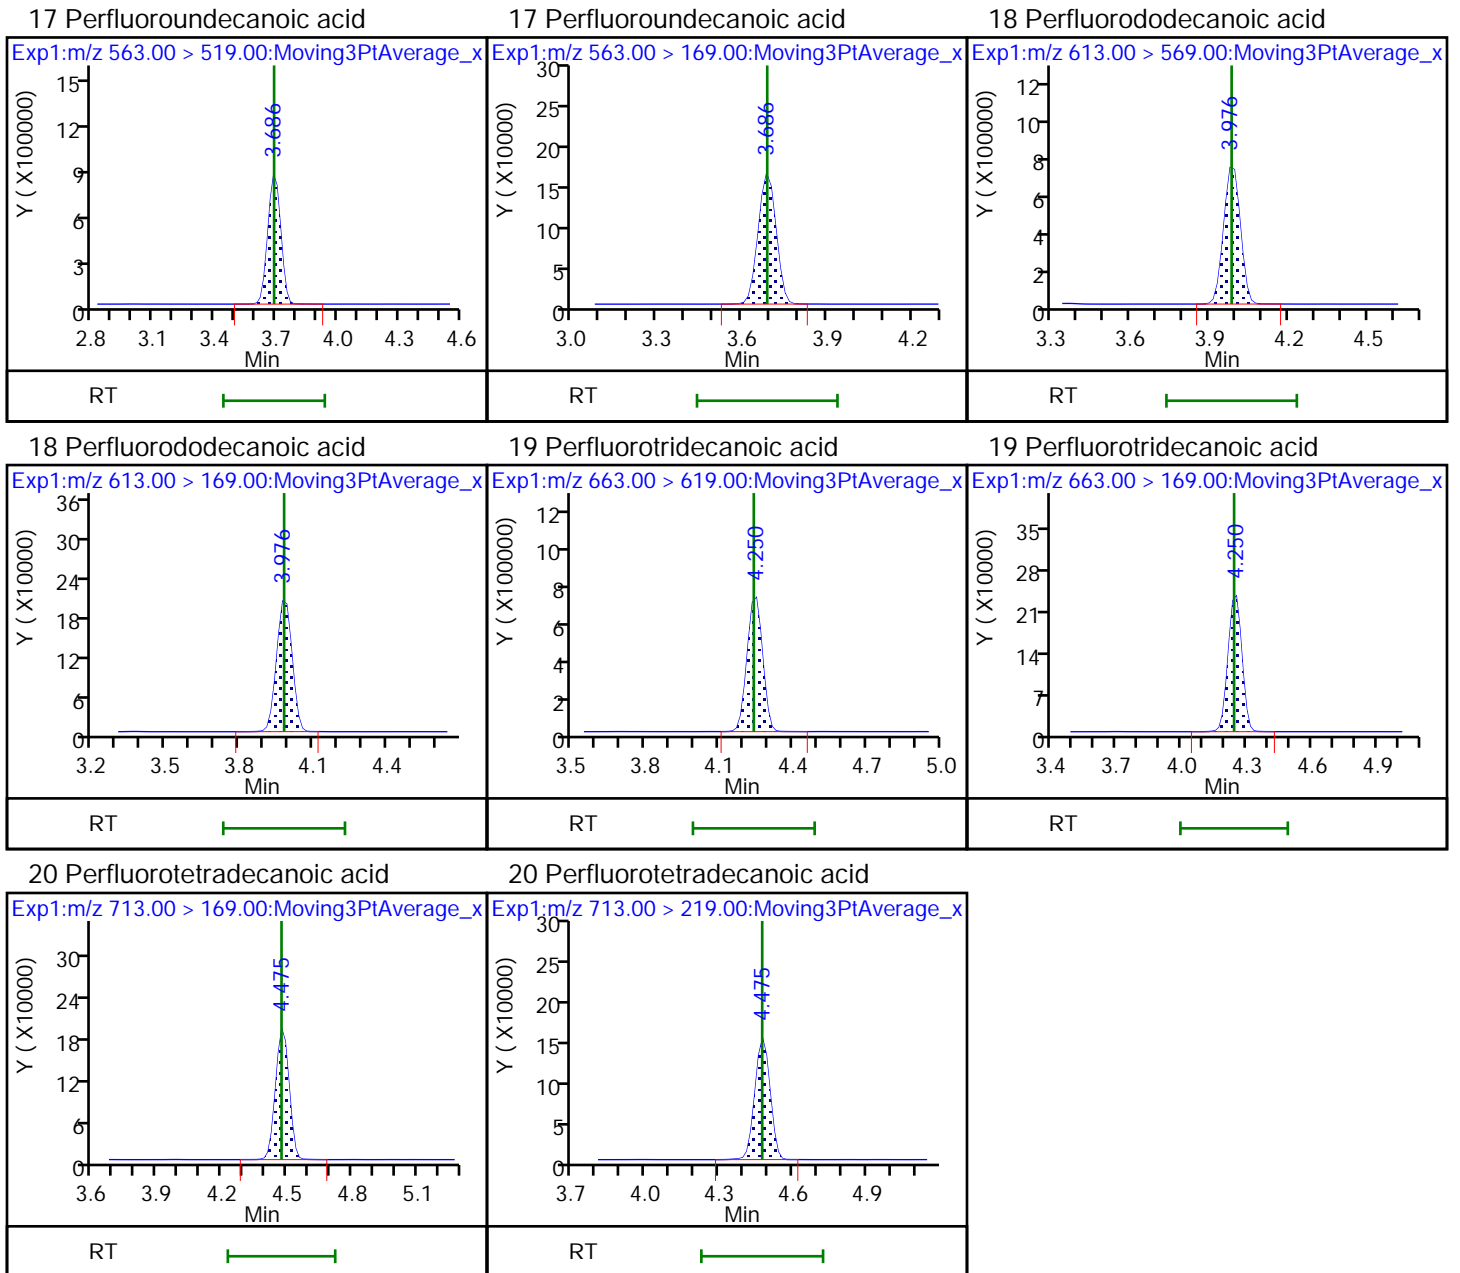 17 Perfluoroundecanoic acid
Exp1:m/z 563.00 > 519.00:Moving3PtAverage_x
Y ( X100000)
15
12
9
6
3
0
3.686
2.8 3.1 3.4 3.7 4.0 4.3 4.6
Min
RT
17 Perfluoroundecanoic acid
Exp1:m/z 563.00 > 169.00:Moving3PtAverage_x
Y ( X10000)
30
25
20
15
10
5
0
3.686
3.0 3.3 3.6 3.9 4.2
Min
RT
18 Perfluorododecanoic acid
Exp1:m/z 613.00 > 569.00:Moving3PtAverage_x
Y ( X100000)
12
10
8
6
4
2
0
3.976
3.3 3.6 3.9 4.2 4.5
Min
RT
18 Perfluorododecanoic acid
Exp1:m/z 613.00 > 169.00:Moving3PtAverage_x
Y ( X10000)
36
30
24
18
12
6
0
3.976
3.2 3.5 3.8 4.1 4.4
Min
RT
19 Perfluorotridecanoic acid
Exp1:m/z 663.00 > 619.00:Moving3PtAverage_x
Y ( X100000)
12
10
8
6
4
2
0
4.250
3.5 3.8 4.1 4.4 4.7 5.0
Min
RT
19 Perfluorotridecanoic acid
Exp1:m/z 663.00 > 169.00:Moving3PtAverage_x
Y ( X10000)
35
28
21
14
7
0
4.250
3.4 3.7 4.0 4.3 4.6 4.9
Min
RT
20 Perfluorotetradecanoic acid
Exp1:m/z 713.00 > 169.00:Moving3PtAverage_x
Y ( X10000)
30
24
18
12
6
0
4.475
3.6 3.9 4.2 4.5 4.8 5.1
Min
RT
20 Perfluorotetradecanoic acid
Exp1:m/z 713.00 > 219.00:Moving3PtAverage_x
Y ( X10000)
30
25
20
15
10
5
0
4.475
3.7 4.0 4.3 4.6 4.9
Min
RT